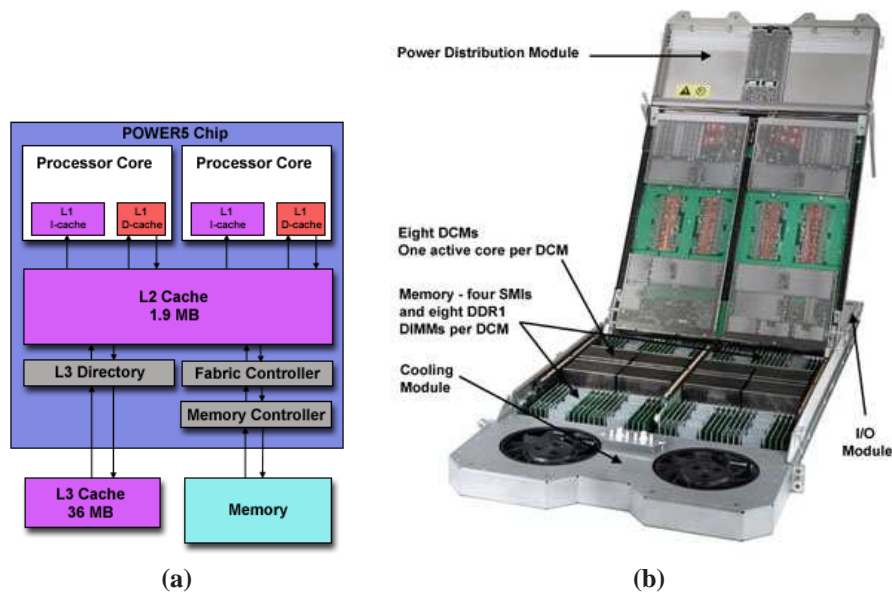 POWER5 Chip
Processor Core
Processor Core
L1
I-cache
L1
D-cache
L1
I-cache
L1
D-cache
L2 Cache
1.9 MB
L3 Directory
Fabric Controller
Memory Controller
L3 Cache
36 MB
Memory
(a)
Power Distribution Module
Eight DCMs
One active core per DCM
Memory - four SMIs
and eight DDR1
DIMMs per DCM
Cooling
Module
I/O
Module
(b)